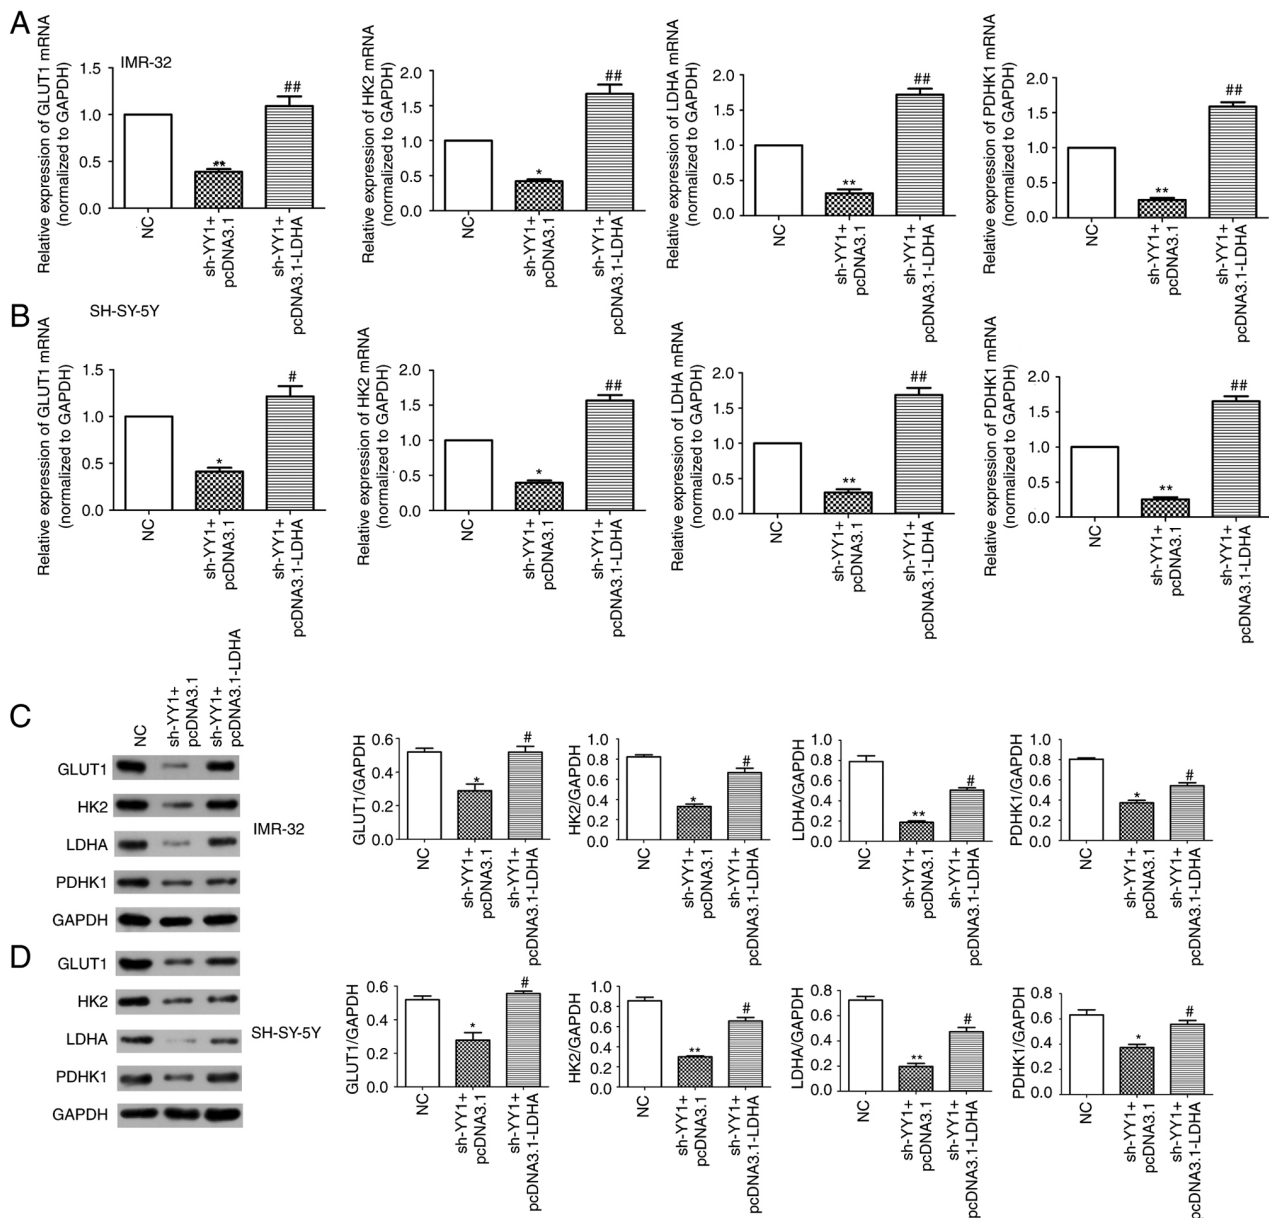 A
IMR-32
Relative expression of GLUT1 mRNA
(normalized to GAPDH)
1.5
1.0
0.5
0.0
**
##
NC
sh-YY1+
pcDNA3.1
sh-YY1+
pcDNA3.1-LDHA
Relative expression of HK2 mRNA
(normalized to GAPDH)
2.0
1.5
1.0
0.5
0.0
*
##
NC
sh-YY1+
pcDNA3.1
sh-YY1+
pcDNA3.1-LDHA
Relative expression of LDHA mRNA
(normalized to GAPDH)
2.0
1.5
1.0
0.5
0.0
**
##
NC
sh-YY1+
pcDNA3.1
sh-YY1+
pcDNA3.1-LDHA
Relative expression of PDHK1 mRNA
(normalized to GAPDH)
2.0
1.5
1.0
0.5
0.0
**
##
NC
sh-YY1+
pcDNA3.1
sh-YY1+
pcDNA3.1-LDHA
B
SH-SY-5Y
Relative expression of GLUT1 mRNA
(normalized to GAPDH)
1.5
1.0
0.5
0.0
*
#
NC
sh-YY1+
pcDNA3.1
sh-YY1+
pcDNA3.1-LDHA
Relative expression of HK2 mRNA
(normalized to GAPDH)
2.0
1.5
1.0
0.5
0.0
*
##
NC
sh-YY1+
pcDNA3.1
sh-YY1+
pcDNA3.1-LDHA
Relative expression of LDHA mRNA
(normalized to GAPDH)
2.0
1.5
1.0
0.5
0.0
**
##
NC
sh-YY1+
pcDNA3.1
sh-YY1+
pcDNA3.1-LDHA
Relative expression of PDHK1 mRNA
(normalized to GAPDH)
2.0
1.5
1.0
0.5
0.0
**
##
NC
sh-YY1+
pcDNA3.1
sh-YY1+
pcDNA3.1-LDHA
C
NC
sh-YY1+
pcDNA3.1
sh-YY1+
pcDNA3.1-LDHA
GLUT1
HK2
LDHA
PDHK1
GAPDH
IMR-32
GLUT1/GAPDH
0.6
0.4
0.2
0.0
*
#
NC
sh-YY1+
pcDNA3.1
sh-YY1+
pcDNA3.1-LDHA
HK2/GAPDH
1.0
0.8
0.6
0.4
0.2
0.0
*
#
NC
sh-YY1+
pcDNA3.1
sh-YY1+
pcDNA3.1-LDHA
LDHA/GAPDH
1.0
0.8
0.6
0.4
0.2
0.0
**
#
NC
sh-YY1+
pcDNA3.1
sh-YY1+
pcDNA3.1-LDHA
PDHK1/GAPDH
1.0
0.8
0.6
0.4
0.2
0.0
*
#
NC
sh-YY1+
pcDNA3.1
sh-YY1+
pcDNA3.1-LDHA
D
GLUT1
HK2
LDHA
PDHK1
GAPDH
SH-SY-5Y
GLUT1/GAPDH
0.6
0.4
0.2
0.0
*
#
NC
sh-YY1+
pcDNA3.1
sh-YY1+
pcDNA3.1-LDHA
HK2/GAPDH
1.0
0.8
0.6
0.4
0.2
0.0
**
#
NC
sh-YY1+
pcDNA3.1
sh-YY1+
pcDNA3.1-LDHA
LDHA/GAPDH
0.8
0.6
0.4
0.2
0.0
**
#
NC
sh-YY1+
pcDNA3.1
sh-YY1+
pcDNA3.1-LDHA
PDHK1/GAPDH
0.8
0.6
0.4
0.2
0.0
*
#
NC
sh-YY1+
pcDNA3.1
sh-YY1+
pcDNA3.1-LDHA